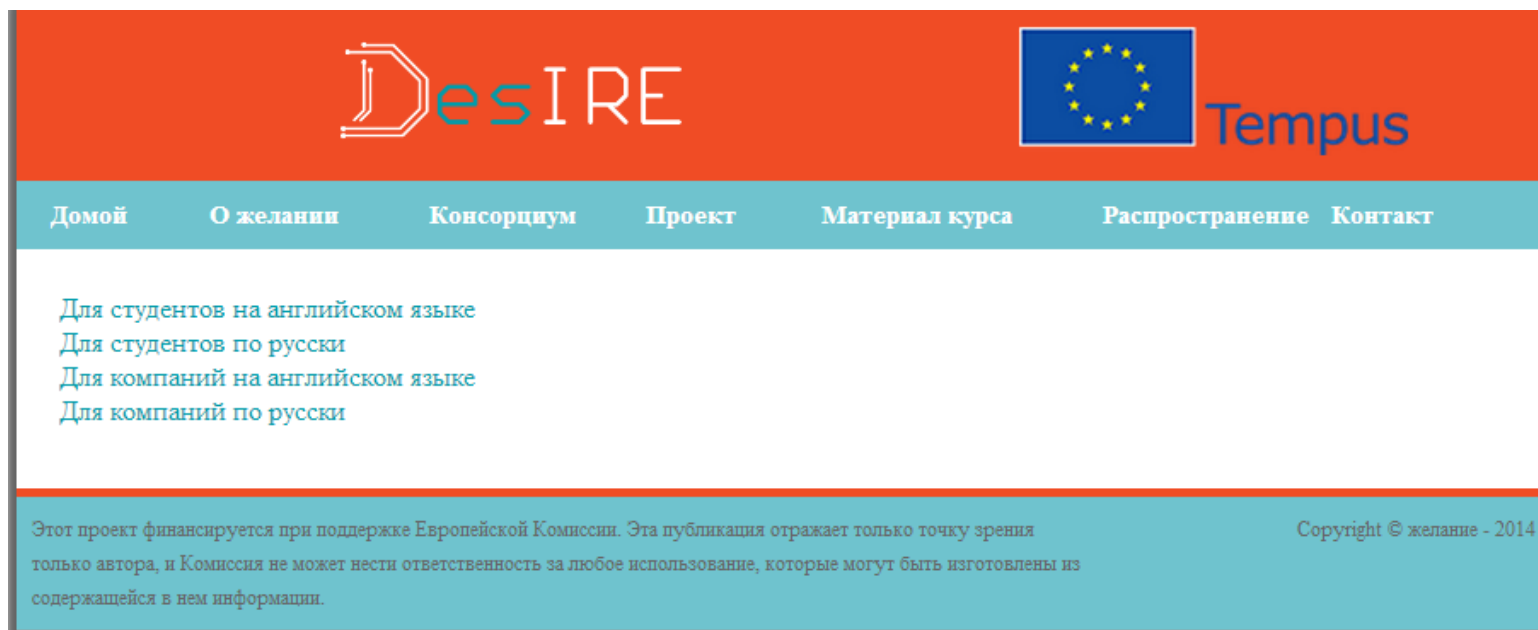 DesIRE
Tempus
Домой О желании Консорциум Проект Материал курса Распространение Контакт
Для студентов на английском языке
Для студентов по русски
Для компаний на английском языке
Для компаний по русски
Этот проект финансируется при поддержке Европейской Комиссии. Эта публикация отражает только точку зрения
только автора, и Комиссия не может нести ответственность за любое использование, которые могут быть изготовлены из
содержащейся в нем информации.
Copyright © желание - 2014